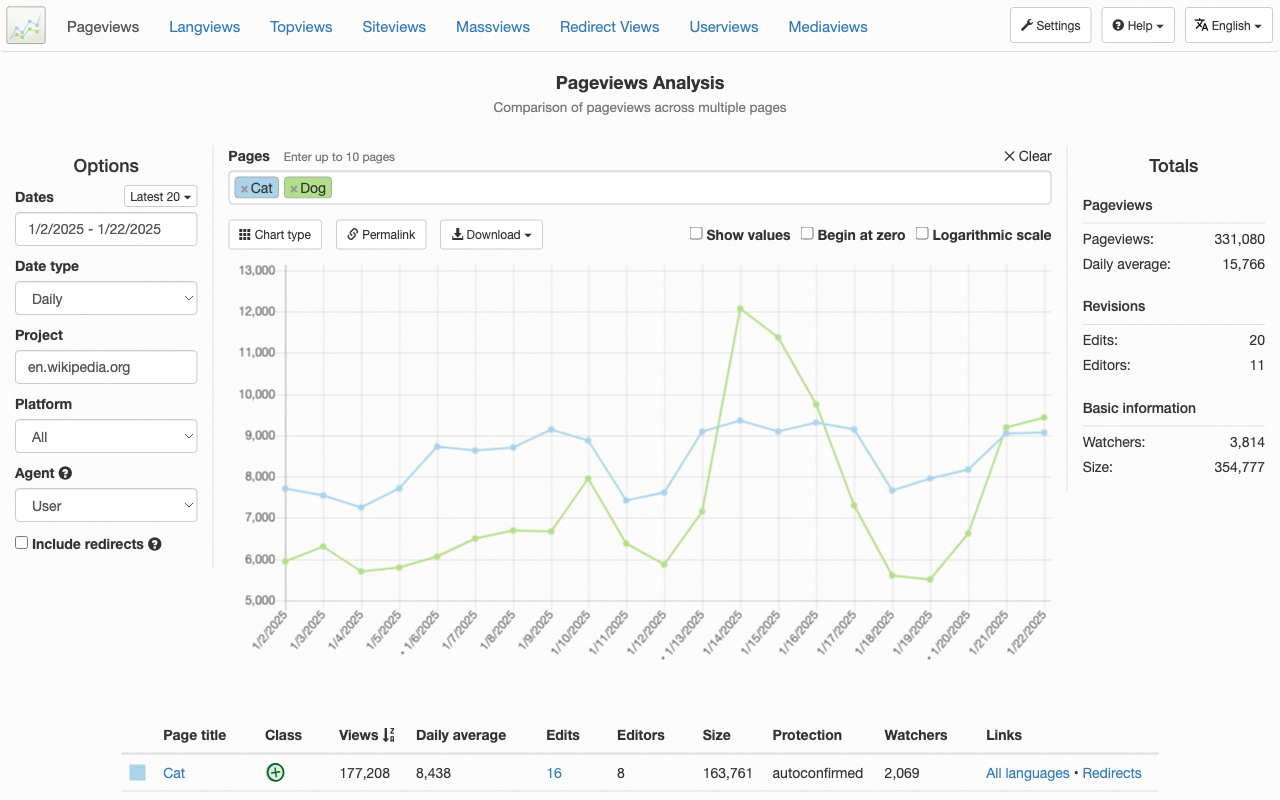 Pageviews Langviews Topviews Siteviews Massviews Redirect Views Userviews Mediaviews Settings Help English
Pageviews Analysis
Comparison of pageviews across multiple pages
Options
Dates Latest 20
1/2/2025 - 1/22/2025
Date type
Daily
Project
en.wikipedia.org
Platform
All
Agent
User
Include redirects
Pages Enter up to 10 pages Clear
× Cat × Dog
Chart type Permalink Download Show values Begin at zero Logarithmic scale
13,000
12,000
11,000
10,000
9,000
8,000
7,000
6,000
5,000
1/2/2025 1/3/2025 1/4/2025 1/5/2025 • 1/6/2025 1/7/2025 1/8/2025 1/9/2025 1/10/2025 1/11/2025 1/12/2025 • 1/13/2025 1/14/2025 1/15/2025 1/16/2025 1/17/2025 1/18/2025 1/19/2025 • 1/20/2025 1/21/2025 1/22/2025
Totals
Pageviews
Pageviews: 331,080
Daily average: 15,766
Revisions
Edits: 20
Editors: 11
Basic information
Watchers: 3,814
Size: 354,777
Page title Class Views Daily average Edits Editors Size Protection Watchers Links
Cat 177,208 8,438 16 8 163,761 autoconfirmed 2,069 All languages • Redirects